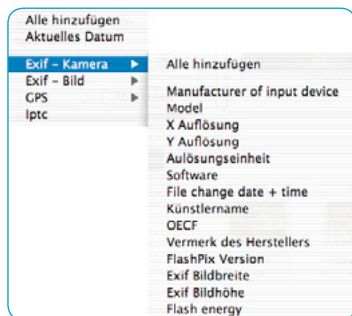 Alle hinzufügen
Aktuelles Datum
Exif – Kamera
Exif – Bild
GPS
Iptc
Alle hinzufügen
Manufacturer of input device
Model
X Auflösung
Y Auflösung
Aulösungseinheit
Software
File change date + time
Künstlername
OECF
Vermerk des Herstellers
FlashPix Version
Exif Bildbreite
Exif Bildhöhe
Flash energy